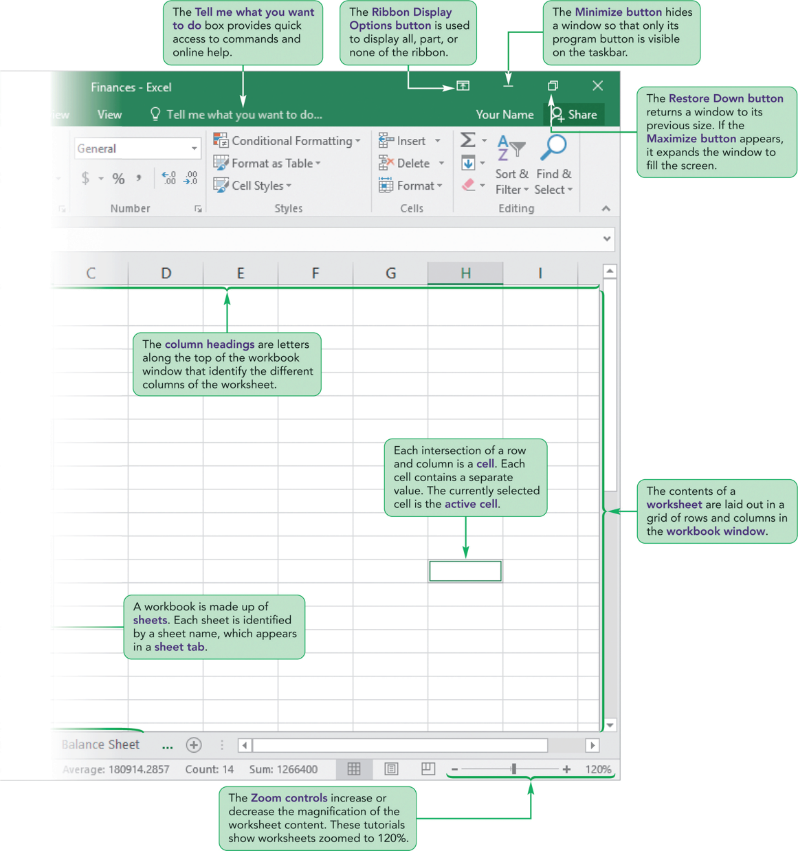 The Tell me what you want
to do box provides quick
access to commands and
online help.
The Ribbon Display
Options button is used
to display all, part, or
none of the ribbon.
The Minimize button hides
a window so that only its
program button is visible
on the taskbar.
Finances - Excel
The Restore Down button
returns a window to its
previous size. If the
Maximize button appears,
it expands the window to
fill the screen.
View Tell me what you want to do... Your Name Share
General
Conditional Formatting
Format as Table
Cell Styles
Insert
Delete
Format
Σ
A
Z
Sort &
Filter
Find &
Select
$ % , .0 .00
.00 .0
Number Styles Cells Editing
C D E F G H I
The column headings are letters
along the top of the workbook
window that identify the different
columns of the worksheet.
Each intersection of a row
and column is a cell. Each
cell contains a separate
value. The currently selected
cell is the active cell.
The contents of a
worksheet are laid out in a
grid of rows and columns in
the workbook window.
A workbook is made up of
sheets. Each sheet is identified
by a sheet name, which appears
in a sheet tab.
Balance Sheet ...
Average: 180914.2857 Count: 14 Sum: 1266400 - + 120%
The Zoom controls increase or
decrease the magnification of the
worksheet content. These tutorials
show worksheets zoomed to 120%.